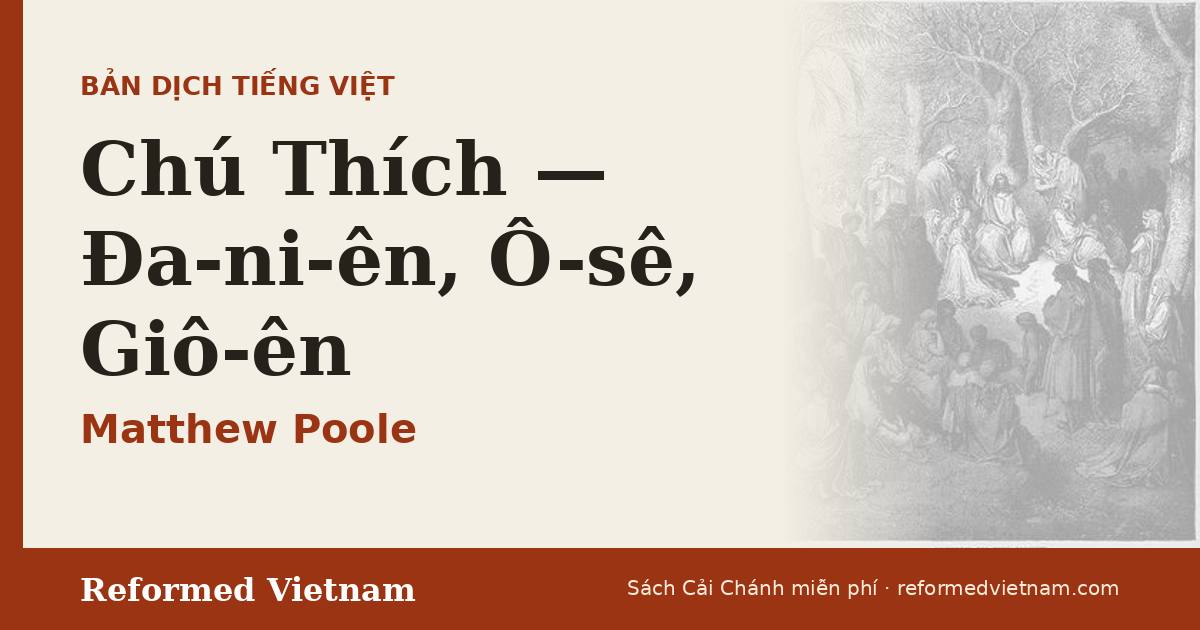 BẢN DỊCH TIẾNG VIỆT
Chú Thích —
Đa-ni-ên, Ô-sê,
Giô-ên
Matthew Poole
Reformed Vietnam
Sách Cải Chánh miễn phí · reformedvietnam.com